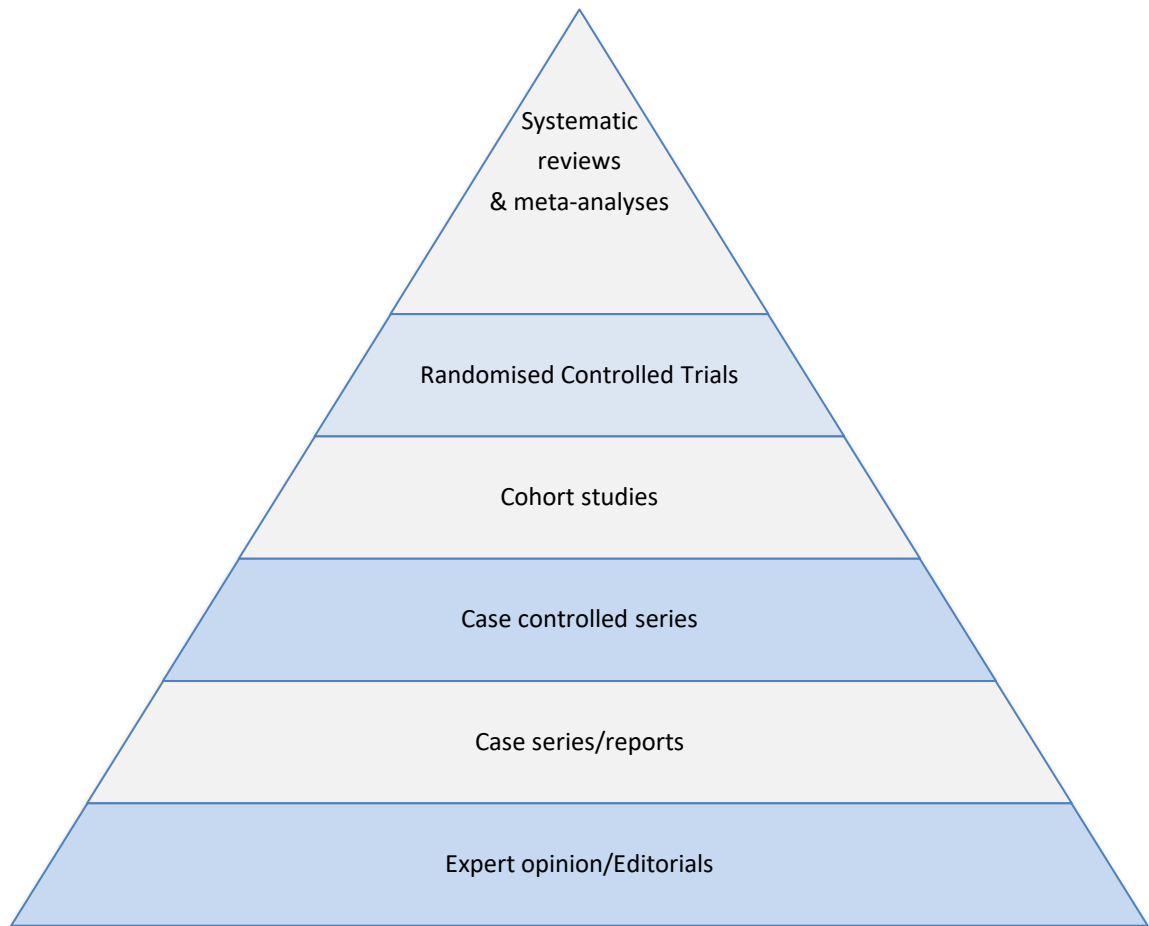 Systematic
reviews
& meta-analyses
Randomised Controlled Trials
Cohort studies
Case controlled series
Case series/reports
Expert opinion/Editorials